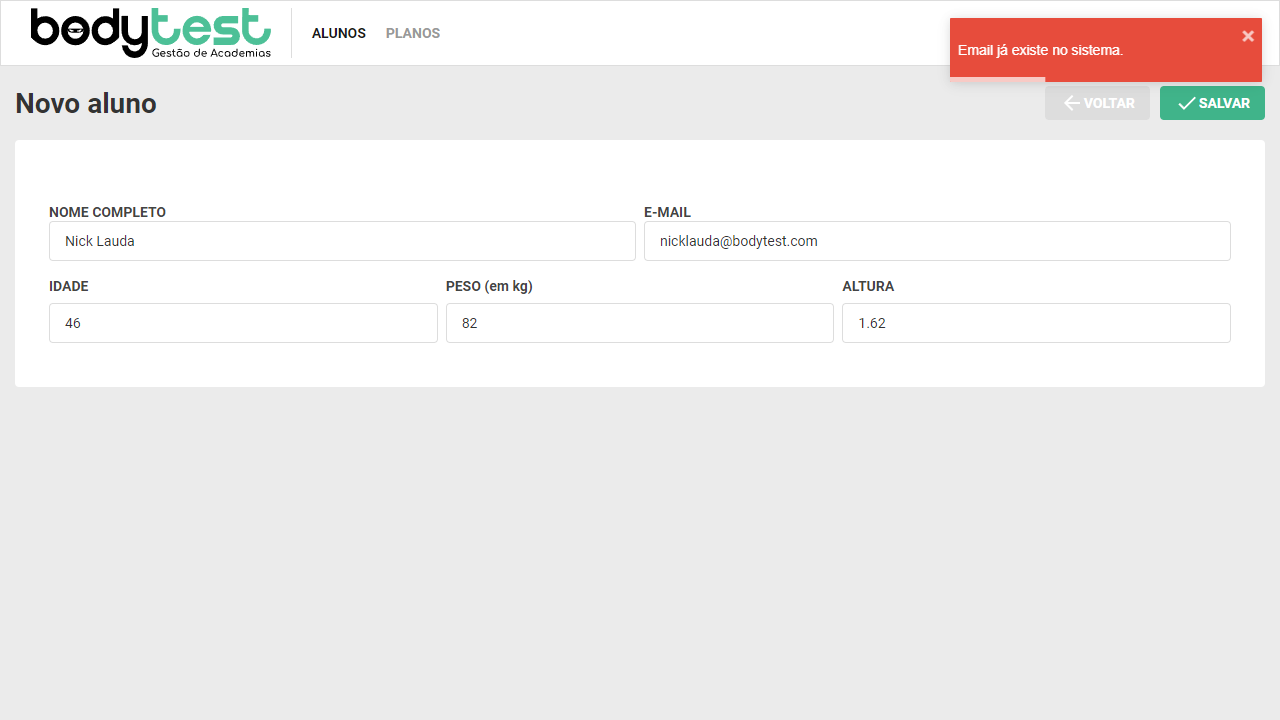 bodytest
Gestão de Academias
ALUNOS
PLANOS
Email já existe no sistema.
×
Novo aluno
VOLTAR
SALVAR
NOME COMPLETO
E-MAIL
Nick Lauda
nicklauda@bodytest.com
IDADE
PESO (em kg)
ALTURA
46
82
1.62